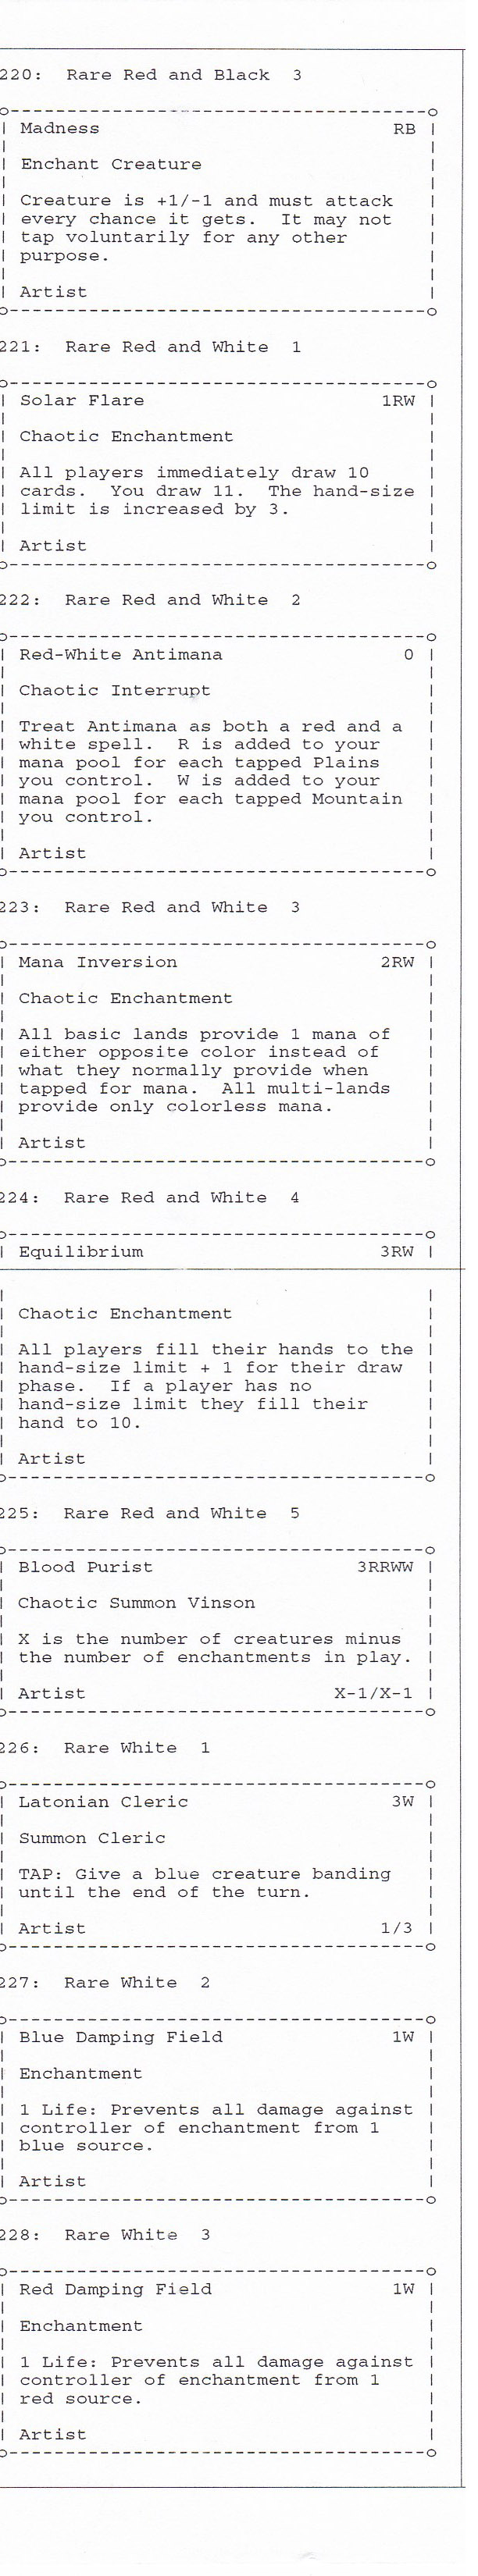 220:  Rare Red and Black  3
Madness RB
Enchant Creature
Creature is +1/-1 and must attack
every chance it gets.  It may not
tap voluntarily for any other
purpose.
Artist
221:  Rare Red and White  1
Solar Flare 1RW
Chaotic Enchantment
All players immediately draw 10
cards.  You draw 11.  The hand-size
limit is increased by 3.
Artist
222:  Rare Red and White  2
Red-White Antimana 0
Chaotic Interrupt
Treat Antimana as both a red and a
white spell.  R is added to your
mana pool for each tapped Plains
you control.  W is added to your
mana pool for each tapped Mountain
you control.
Artist
223:  Rare Red and White  3
Mana Inversion 2RW
Chaotic Enchantment
All basic lands provide 1 mana of
either opposite color instead of
what they normally provide when
tapped for mana.  All multi-lands
provide only colorless mana.
Artist
224:  Rare Red and White  4
Equilibrium 3RW
Chaotic Enchantment
All players fill their hands to the
hand-size limit + 1 for their draw
phase.  If a player has no
hand-size limit they fill their
hand to 10.
Artist
225:  Rare Red and White  5
Blood Purist 3RRWW
Chaotic Summon Vinson
X is the number of creatures minus
the number of enchantments in play.
Artist X-1/X-1
226:  Rare White  1
Latonian Cleric 3W
Summon Cleric
TAP: Give a blue creature banding
until the end of the turn.
Artist 1/3
227:  Rare White  2
Blue Damping Field 1W
Enchantment
1 Life: Prevents all damage against
controller of enchantment from 1
blue source.
Artist
228:  Rare White  3
Red Damping Field 1W
Enchantment
1 Life: Prevents all damage against
controller of enchantment from 1
red source.
Artist